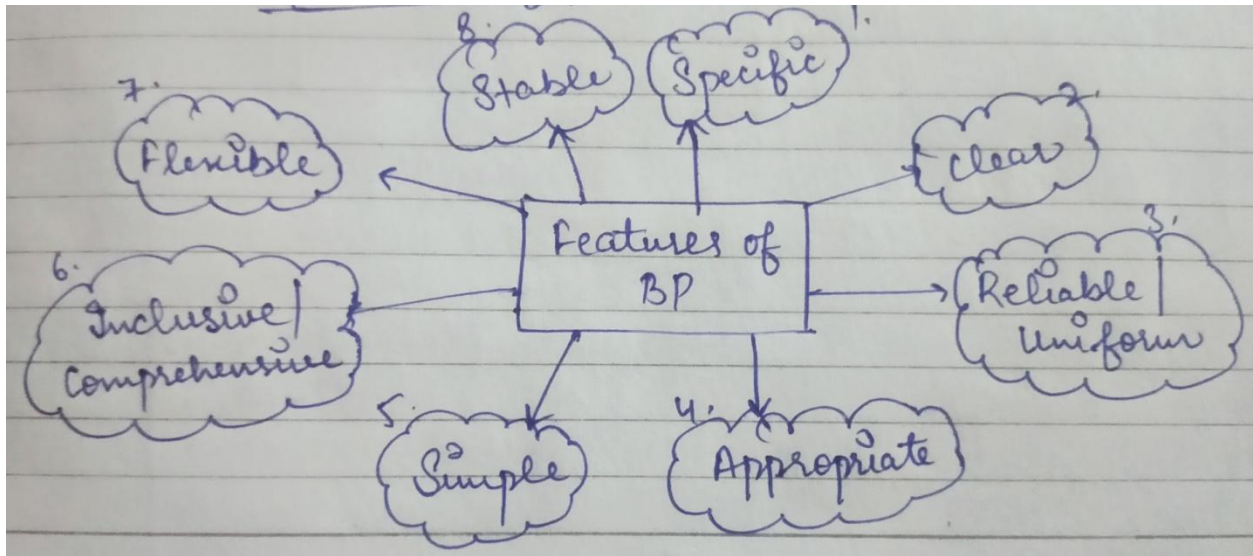 Features of
BP
1.
Specific
2.
Clear
3.
Reliable |
Uniform
4.
Appropriate
5.
Simple
6.
Inclusive |
Comprehensive
7.
Flexible
8.
Stable